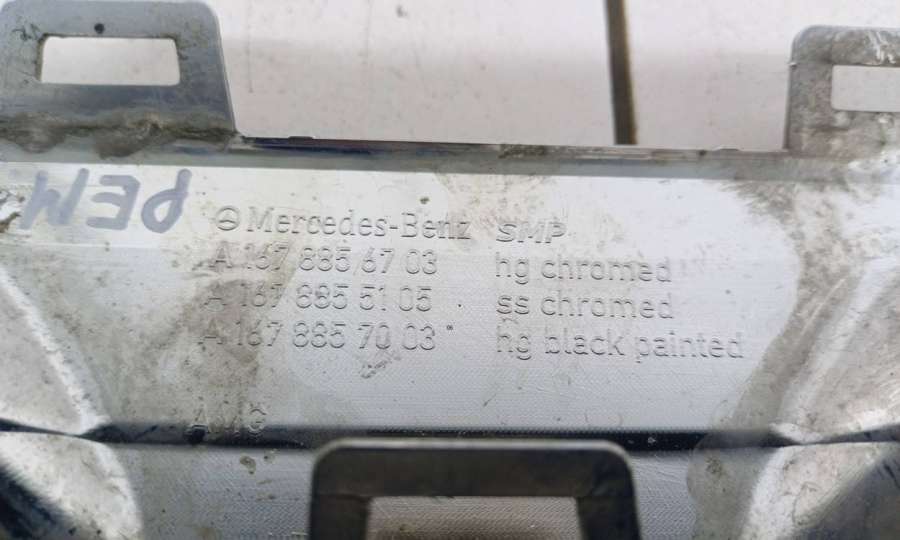 РЕМ
Mercedes-Benz SMP
A 167 885 67 03 hg chromed
A 167 885 51 05 ss chromed
A 167 885 70 03 hg black painted
AMG